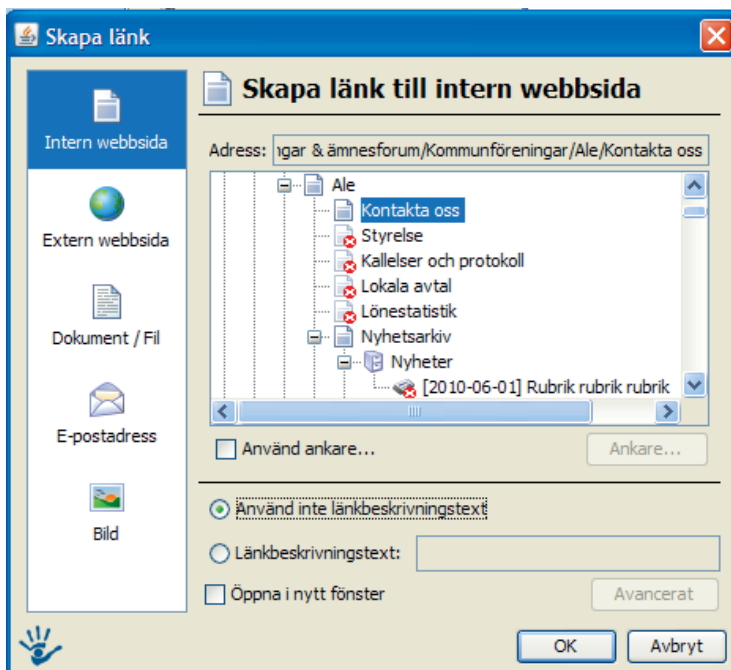 Skapa länk
Intern webbsida
Extern webbsida
Dokument / Fil
E-postadress
Bild
Skapa länk till intern webbsida
Adress: ngar & ämnesforum/Kommunföreningar/Ale/Kontakta oss
Ale
Kontakta oss
Styrelse
Kallelser och protokoll
Lokala avtal
Lönestatistik
Nyhetsarkiv
Nyheter
[2010-06-01] Rubrik rubrik rubrik
Använd ankare...
Ankare...
Använd inte länkbeskrivningstext
Länkbeskrivningstext:
Öppna i nytt fönster
Avancerat
OK
Avbryt